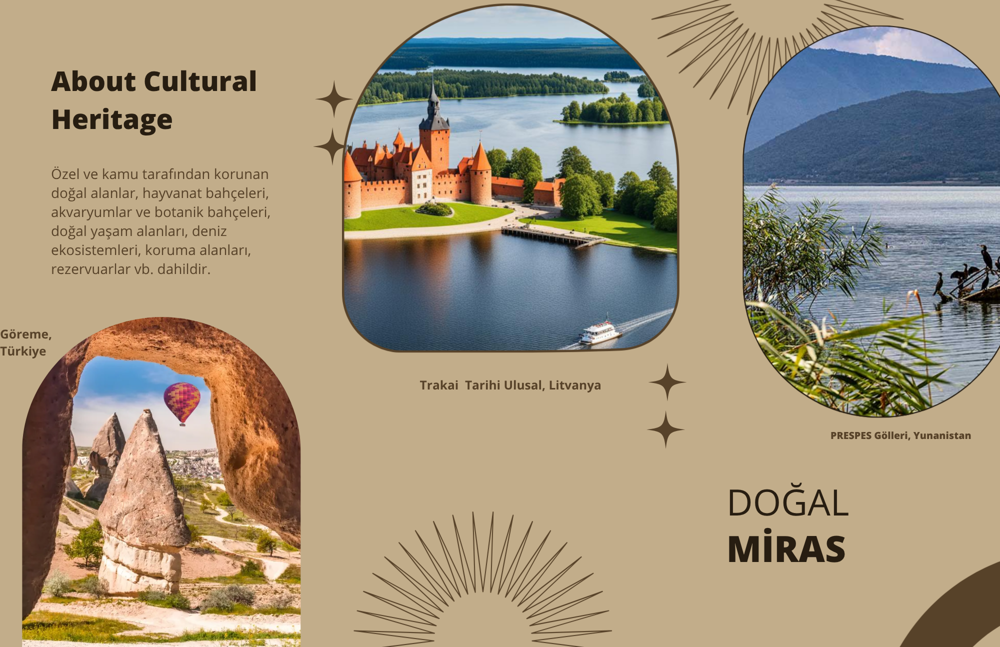 About Cultural
Heritage
Özel ve kamu tarafından korunan
doğal alanlar, hayvanat bahçeleri,
akvaryumlar ve botanik bahçeleri,
doğal yaşam alanları, deniz
ekosistemleri, koruma alanları,
rezervuarlar vb. dahildir.
Göreme,
Türkiye
Trakai  Tarihi Ulusal, Litvanya
PRESPES Gölleri, Yunanistan
DOĞAL
MİRAS